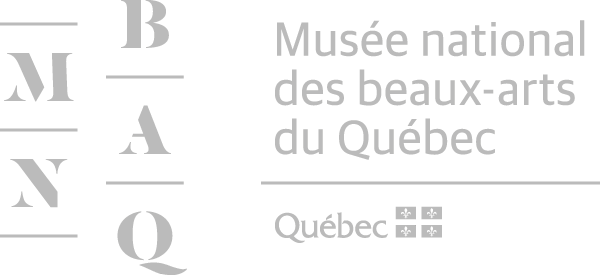 M
N
B
A
Q
Musée national
des beaux-arts
du Québec
Québec